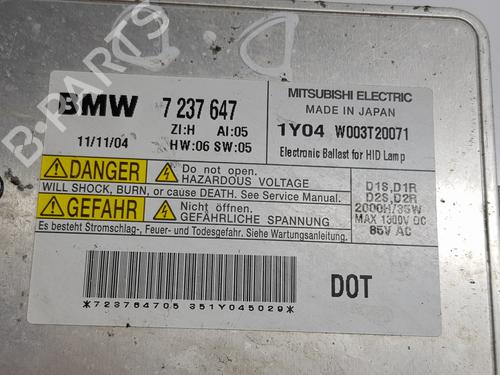 BMW 7 237 647
ZI:H AI:05
11/11/04 HW:06 SW:05
MITSUBISHI ELECTRIC
MADE IN JAPAN
1Y04 W003T20071
Electronic Ballast for HID Lamp
DANGER Do not open.
HAZARDOUS VOLTAGE
WILL SHOCK, BURN, or cause DEATH. See Service Manual.
GEFAHR Nicht öffnen.
GEFÄHRLICHE SPANNUNG
Es besteht Stromschlag-, Feuer- und Todesgefahr. Siehe Wartungsanleitung.
D1S,D1R
D2S,D2R
2000H/35W
MAX 1300V DC
85V AC
*723764705 351Y045029*
DOT
B-PARTS